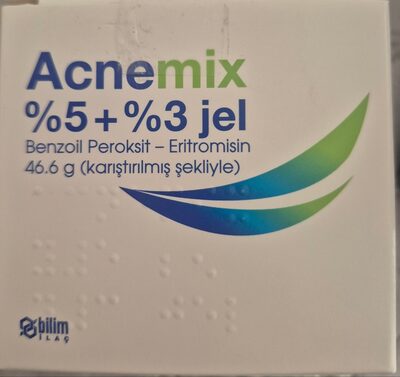 Acnemix
%5 + %3 jel
Benzoil Peroksit – Eritromisin
46.6 g (karıştırılmış şekliyle)
bilim
İLAÇ